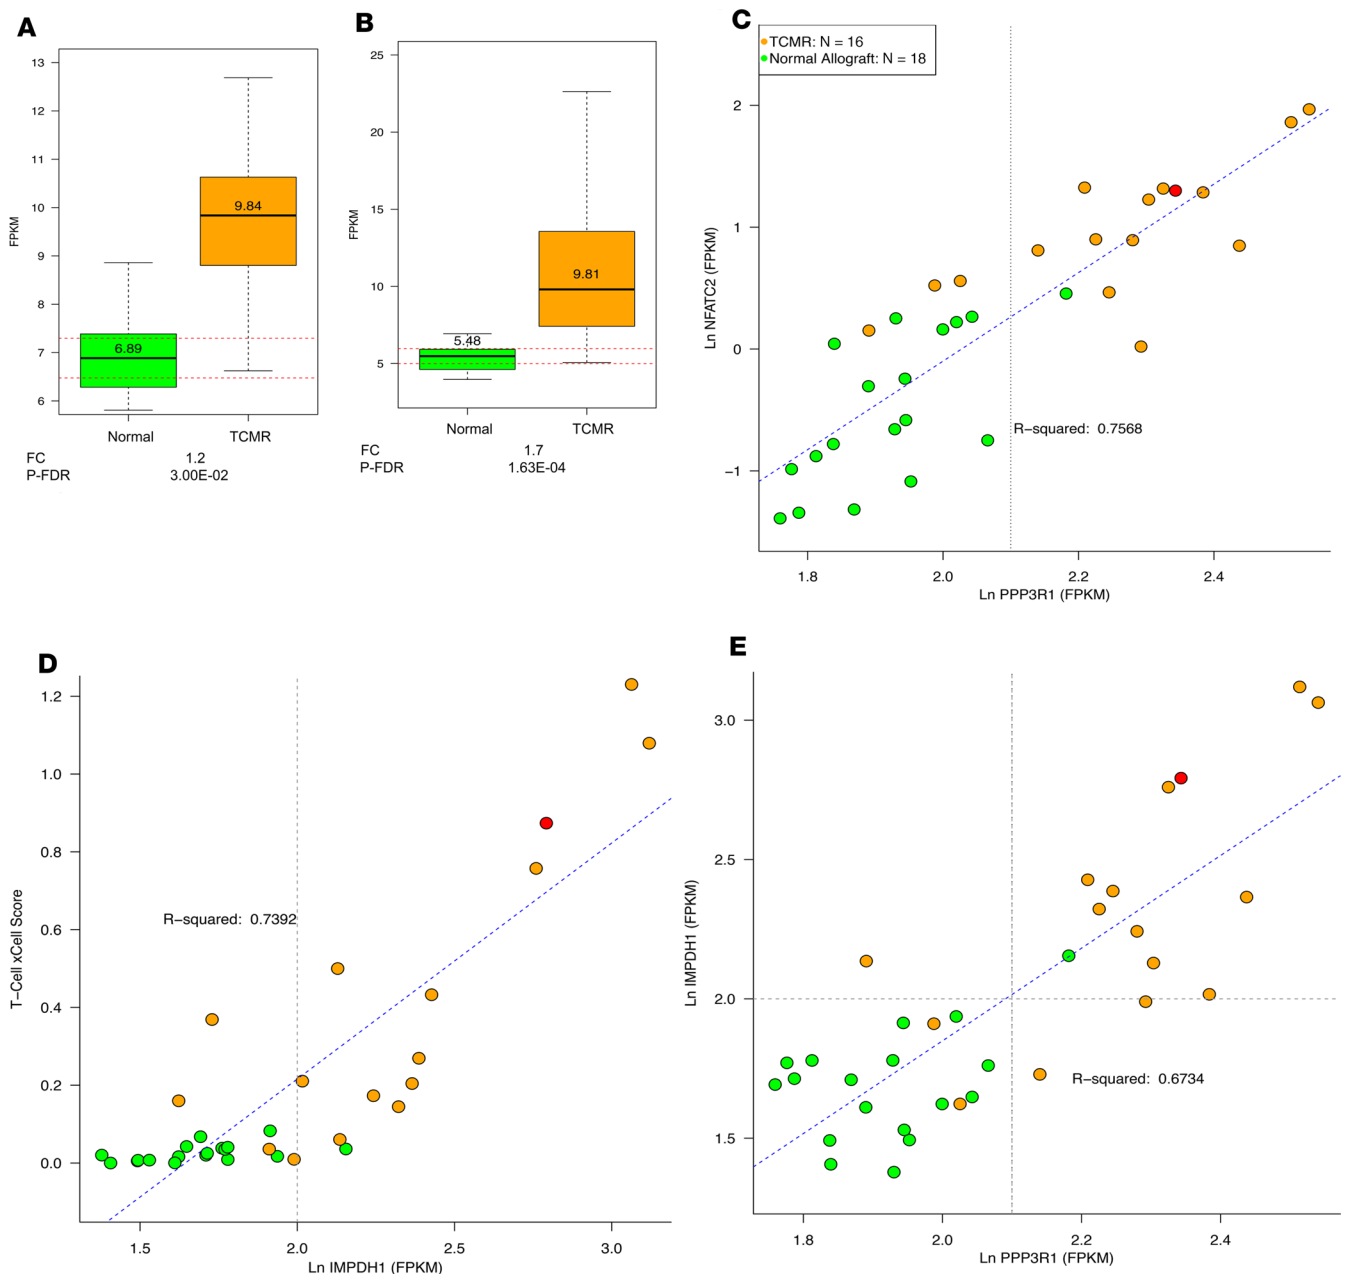 A
13
12
11
10
9
8
7
6
FPKM
9.84
6.89
Normal TCMR
FC 1.2
P-FDR 3.00E-02
B
25
20
15
10
5
FPKM
9.81
5.48
Normal TCMR
FC 1.7
P-FDR 1.63E-04
C
TCMR: N = 16
Normal Allograft: N = 18
2
1
0
−1
Ln NFATC2 (FPKM)
R−squared: 0.7568
1.8 2.0 2.2 2.4
Ln PPP3R1 (FPKM)
D
1.2
1.0
0.8
0.6
0.4
0.2
0.0
T−Cell xCell Score
R−squared: 0.7392
1.5 2.0 2.5 3.0
Ln IMPDH1 (FPKM)
E
3.0
2.5
2.0
1.5
Ln IMPDH1 (FPKM)
R−squared: 0.6734
1.8 2.0 2.2 2.4
Ln PPP3R1 (FPKM)